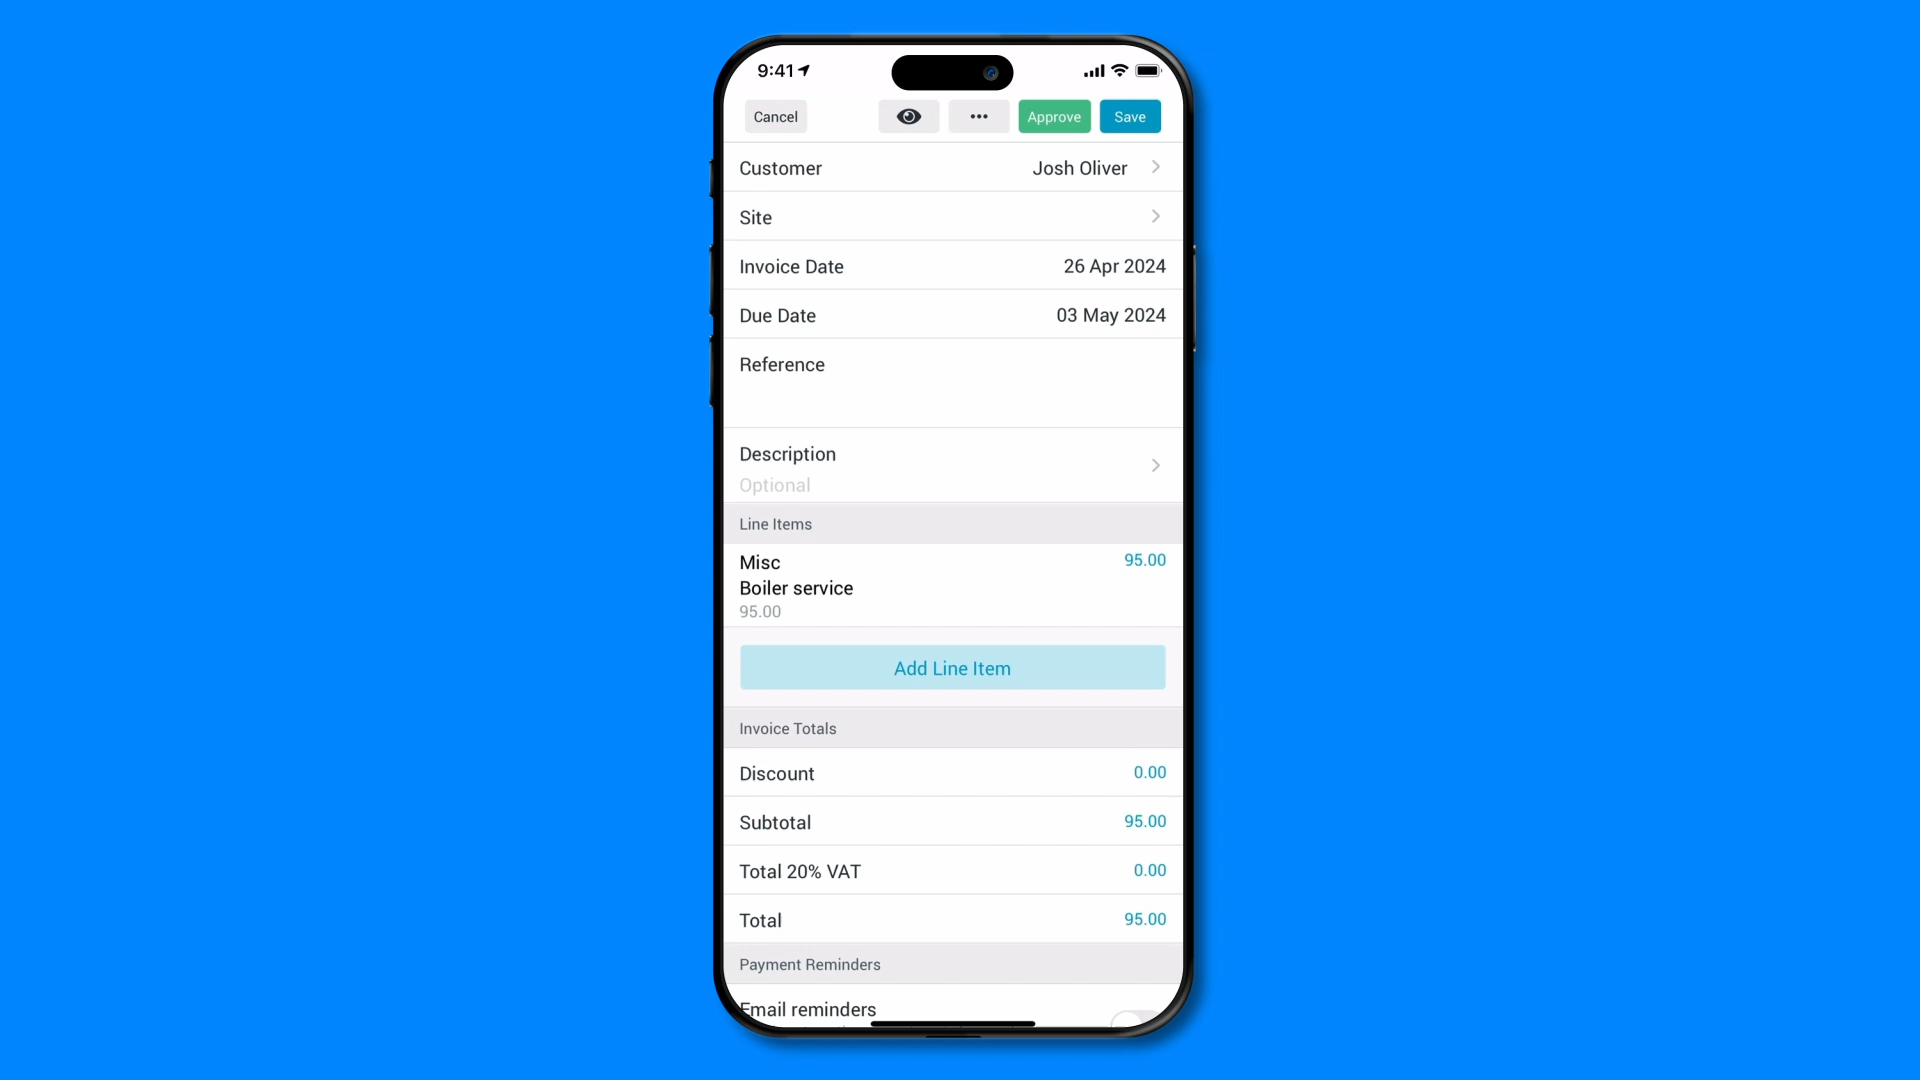 9:41
Cancel
Approve
Save
Customer
Josh Oliver
Site
Invoice Date
26 Apr 2024
Due Date
03 May 2024
Reference
Description
Optional
Line Items
Misc
95.00
Boiler service
95.00
Add Line Item
Invoice Totals
Discount
0.00
Subtotal
95.00
Total 20% VAT
0.00
Total
95.00
Payment Reminders
Email reminders